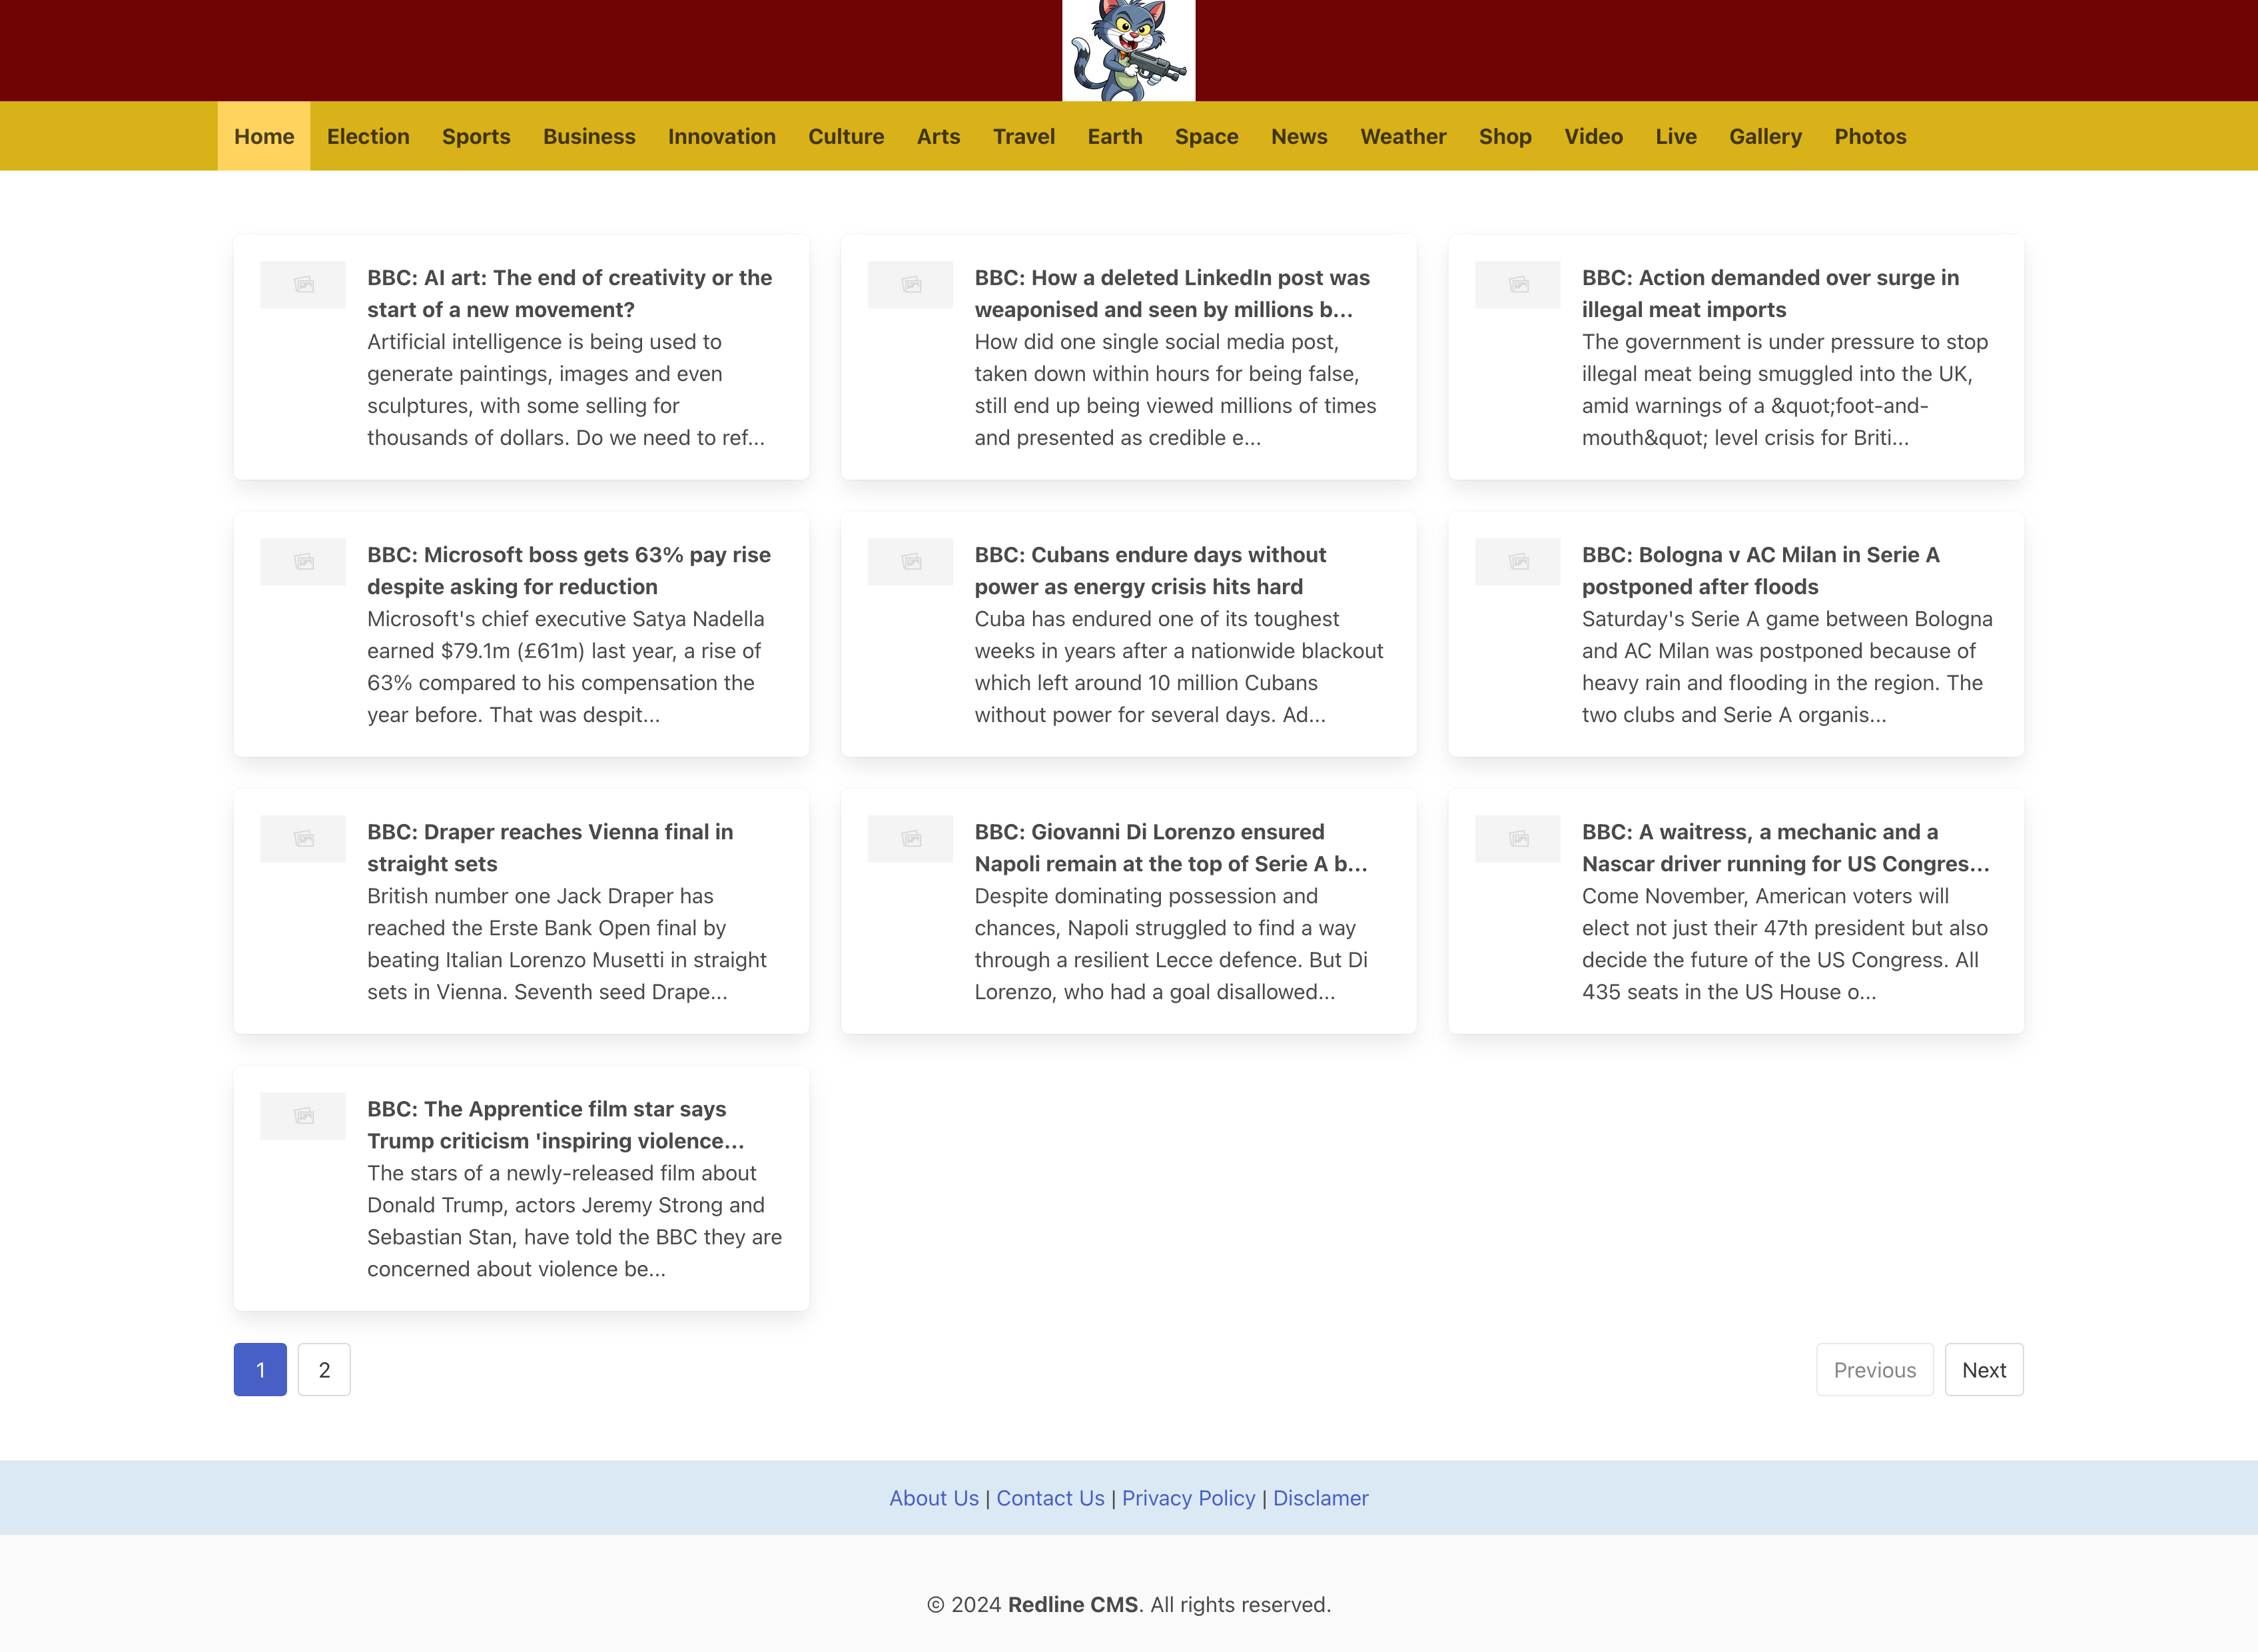 Home Election Sports Business Innovation Culture Arts Travel Earth Space News Weather Shop Video Live Gallery Photos
BBC: AI art: The end of creativity or the
start of a new movement?
Artificial intelligence is being used to
generate paintings, images and even
sculptures, with some selling for
thousands of dollars. Do we need to ref...
BBC: How a deleted LinkedIn post was
weaponised and seen by millions b...
How did one single social media post,
taken down within hours for being false,
still end up being viewed millions of times
and presented as credible e...
BBC: Action demanded over surge in
illegal meat imports
The government is under pressure to stop
illegal meat being smuggled into the UK,
amid warnings of a &quot;foot-and-
mouth&quot; level crisis for Briti...
BBC: Microsoft boss gets 63% pay rise
despite asking for reduction
Microsoft's chief executive Satya Nadella
earned $79.1m (£61m) last year, a rise of
63% compared to his compensation the
year before. That was despit...
BBC: Cubans endure days without
power as energy crisis hits hard
Cuba has endured one of its toughest
weeks in years after a nationwide blackout
which left around 10 million Cubans
without power for several days. Ad...
BBC: Bologna v AC Milan in Serie A
postponed after floods
Saturday's Serie A game between Bologna
and AC Milan was postponed because of
heavy rain and flooding in the region. The
two clubs and Serie A organis...
BBC: Draper reaches Vienna final in
straight sets
British number one Jack Draper has
reached the Erste Bank Open final by
beating Italian Lorenzo Musetti in straight
sets in Vienna. Seventh seed Drape...
BBC: Giovanni Di Lorenzo ensured
Napoli remain at the top of Serie A b...
Despite dominating possession and
chances, Napoli struggled to find a way
through a resilient Lecce defence. But Di
Lorenzo, who had a goal disallowed...
BBC: A waitress, a mechanic and a
Nascar driver running for US Congres...
Come November, American voters will
elect not just their 47th president but also
decide the future of the US Congress. All
435 seats in the US House o...
BBC: The Apprentice film star says
Trump criticism 'inspiring violence...
The stars of a newly-released film about
Donald Trump, actors Jeremy Strong and
Sebastian Stan, have told the BBC they are
concerned about violence be...
1 2 Previous Next
About Us | Contact Us | Privacy Policy | Disclamer
© 2024 Redline CMS. All rights reserved.